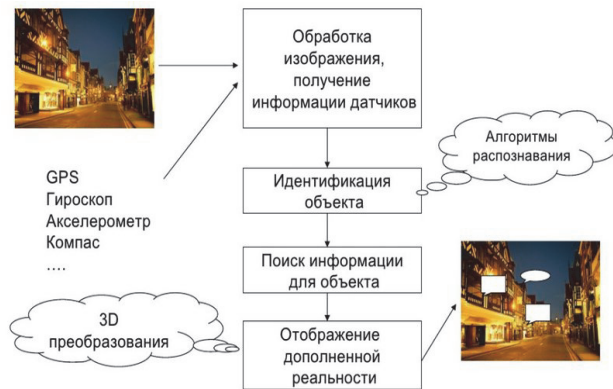 Обработка
изображения,
получение
информации датчиков
GPS
Гироскоп
Акселерометр
Компас
....
Алгоритмы
распознавания
Идентификация
объекта
Поиск информации
для объекта
3D
преобразования
Отображение
дополненной
реальности